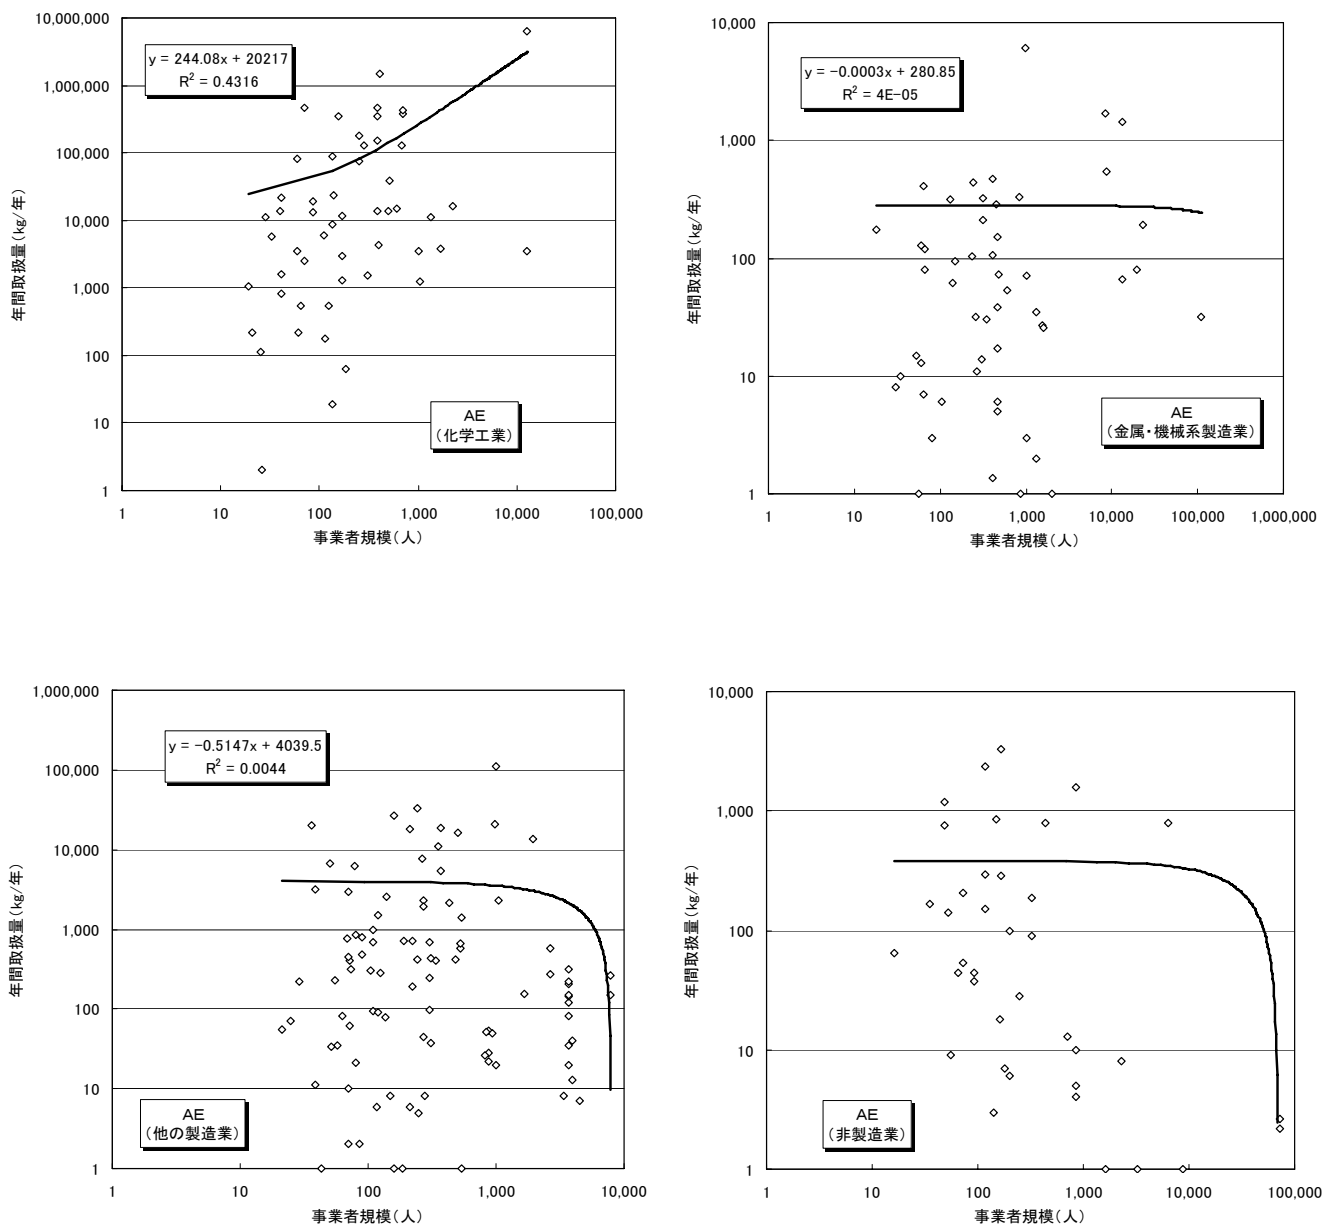 10,000,000
1,000,000
100,000
10,000
1,000
100
10
1
年間取扱量(kg/年)
y = 244.08x + 20217
R² = 0.4316
AE
(化学工業)
1 10 100 1,000 10,000 100,000
事業者規模(人)
10,000
1,000
100
10
1
年間取扱量(kg/年)
y = −0.0003x + 280.85
R² = 4E−05
AE
(金属・機械系製造業)
1 10 100 1,000 10,000 100,000 1,000,000
事業者規模(人)
1,000,000
100,000
10,000
1,000
100
10
1
年間取扱量(kg/年)
y = −0.5147x + 4039.5
R² = 0.0044
AE
(他の製造業)
1 10 100 1,000 10,000
事業者規模(人)
10,000
1,000
100
10
1
年間取扱量(kg/年)
AE
(非製造業)
1 10 100 1,000 10,000 100,000
事業者規模(人)